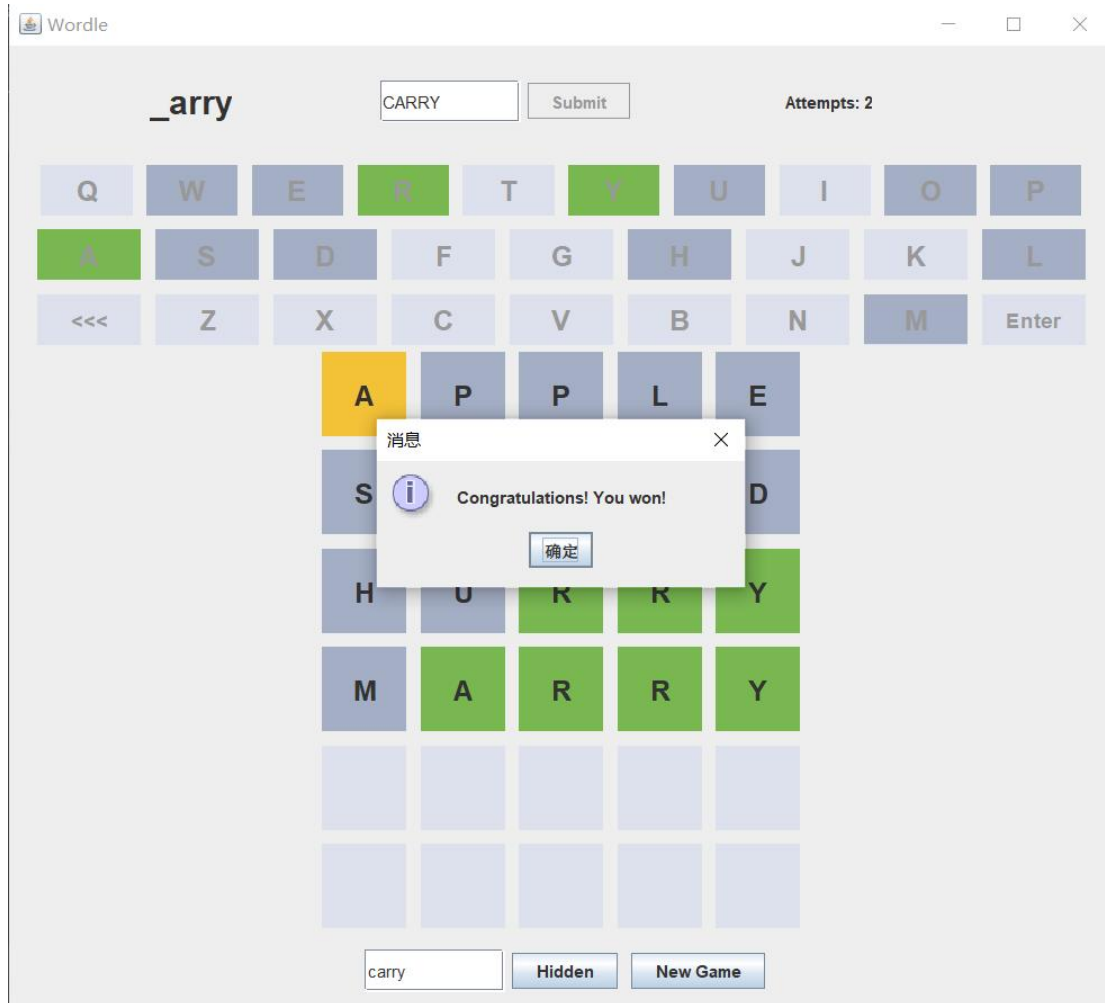 Wordle
_arry CARRY Submit Attempts: 2
Q W E R T Y U I O P
A S D F G H J K L
<<< Z X C V B N M Enter
A P P L E
消息
S D
Congratulations! You won!
确定
H U R R Y
M A R R Y
carry Hidden New Game